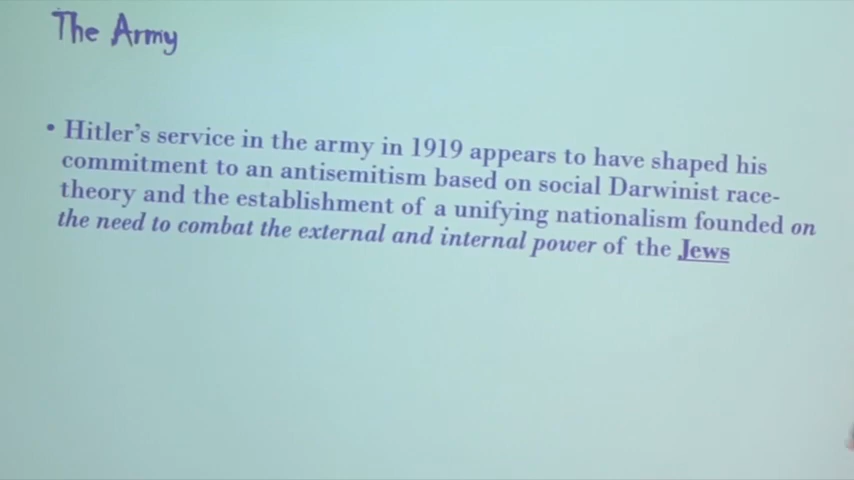 The Army
• Hitler's service in the army in 1919 appears to have shaped his
commitment to an antisemitism based on social Darwinist race-
theory and the establishment of a unifying nationalism founded on
the need to combat the external and internal power of the Jews